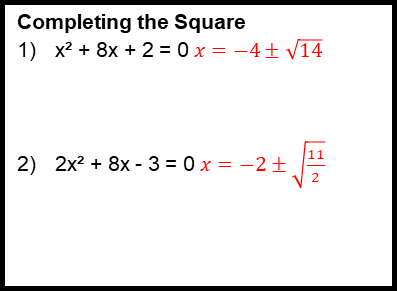 Completing the Square
1) x² + 8x + 2 = 0 x = −4 ± √14
2) 2x² + 8x - 3 = 0 x = −2 ± √(11/2)